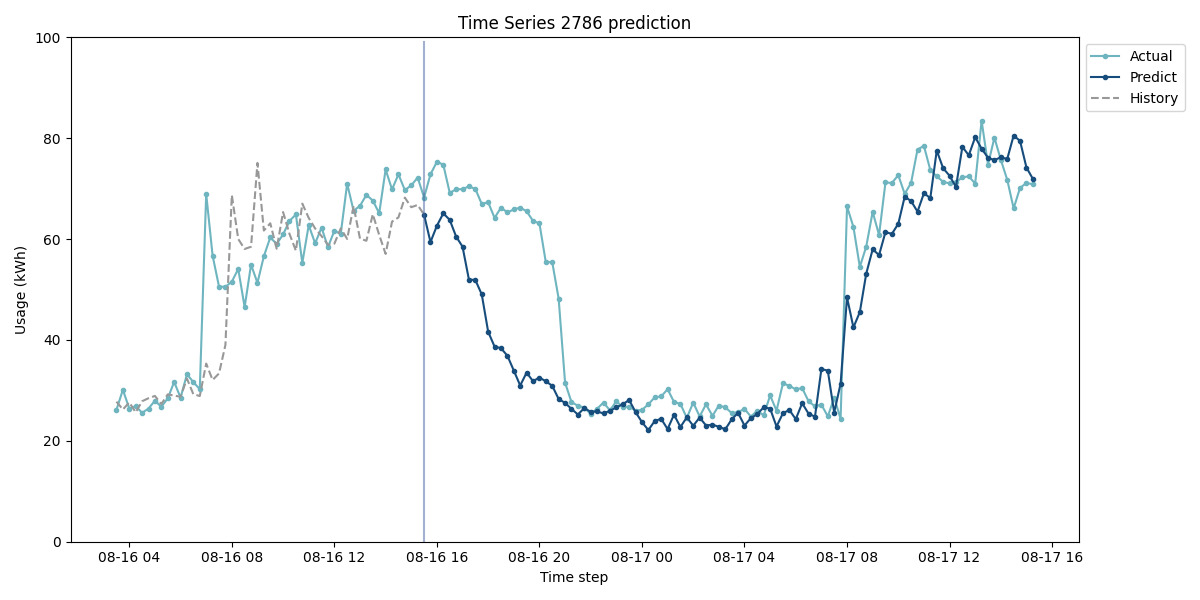 Time Series 2786 prediction
100
80
60
40
20
0
Usage (kWh)
08-16 04
08-16 08
08-16 12
08-16 16
08-16 20
08-17 00
08-17 04
08-17 08
08-17 12
08-17 16
Time step
Actual
Predict
History